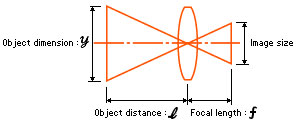 Object dimension : y
Image size
Object distance : ℓ
Focal length : f